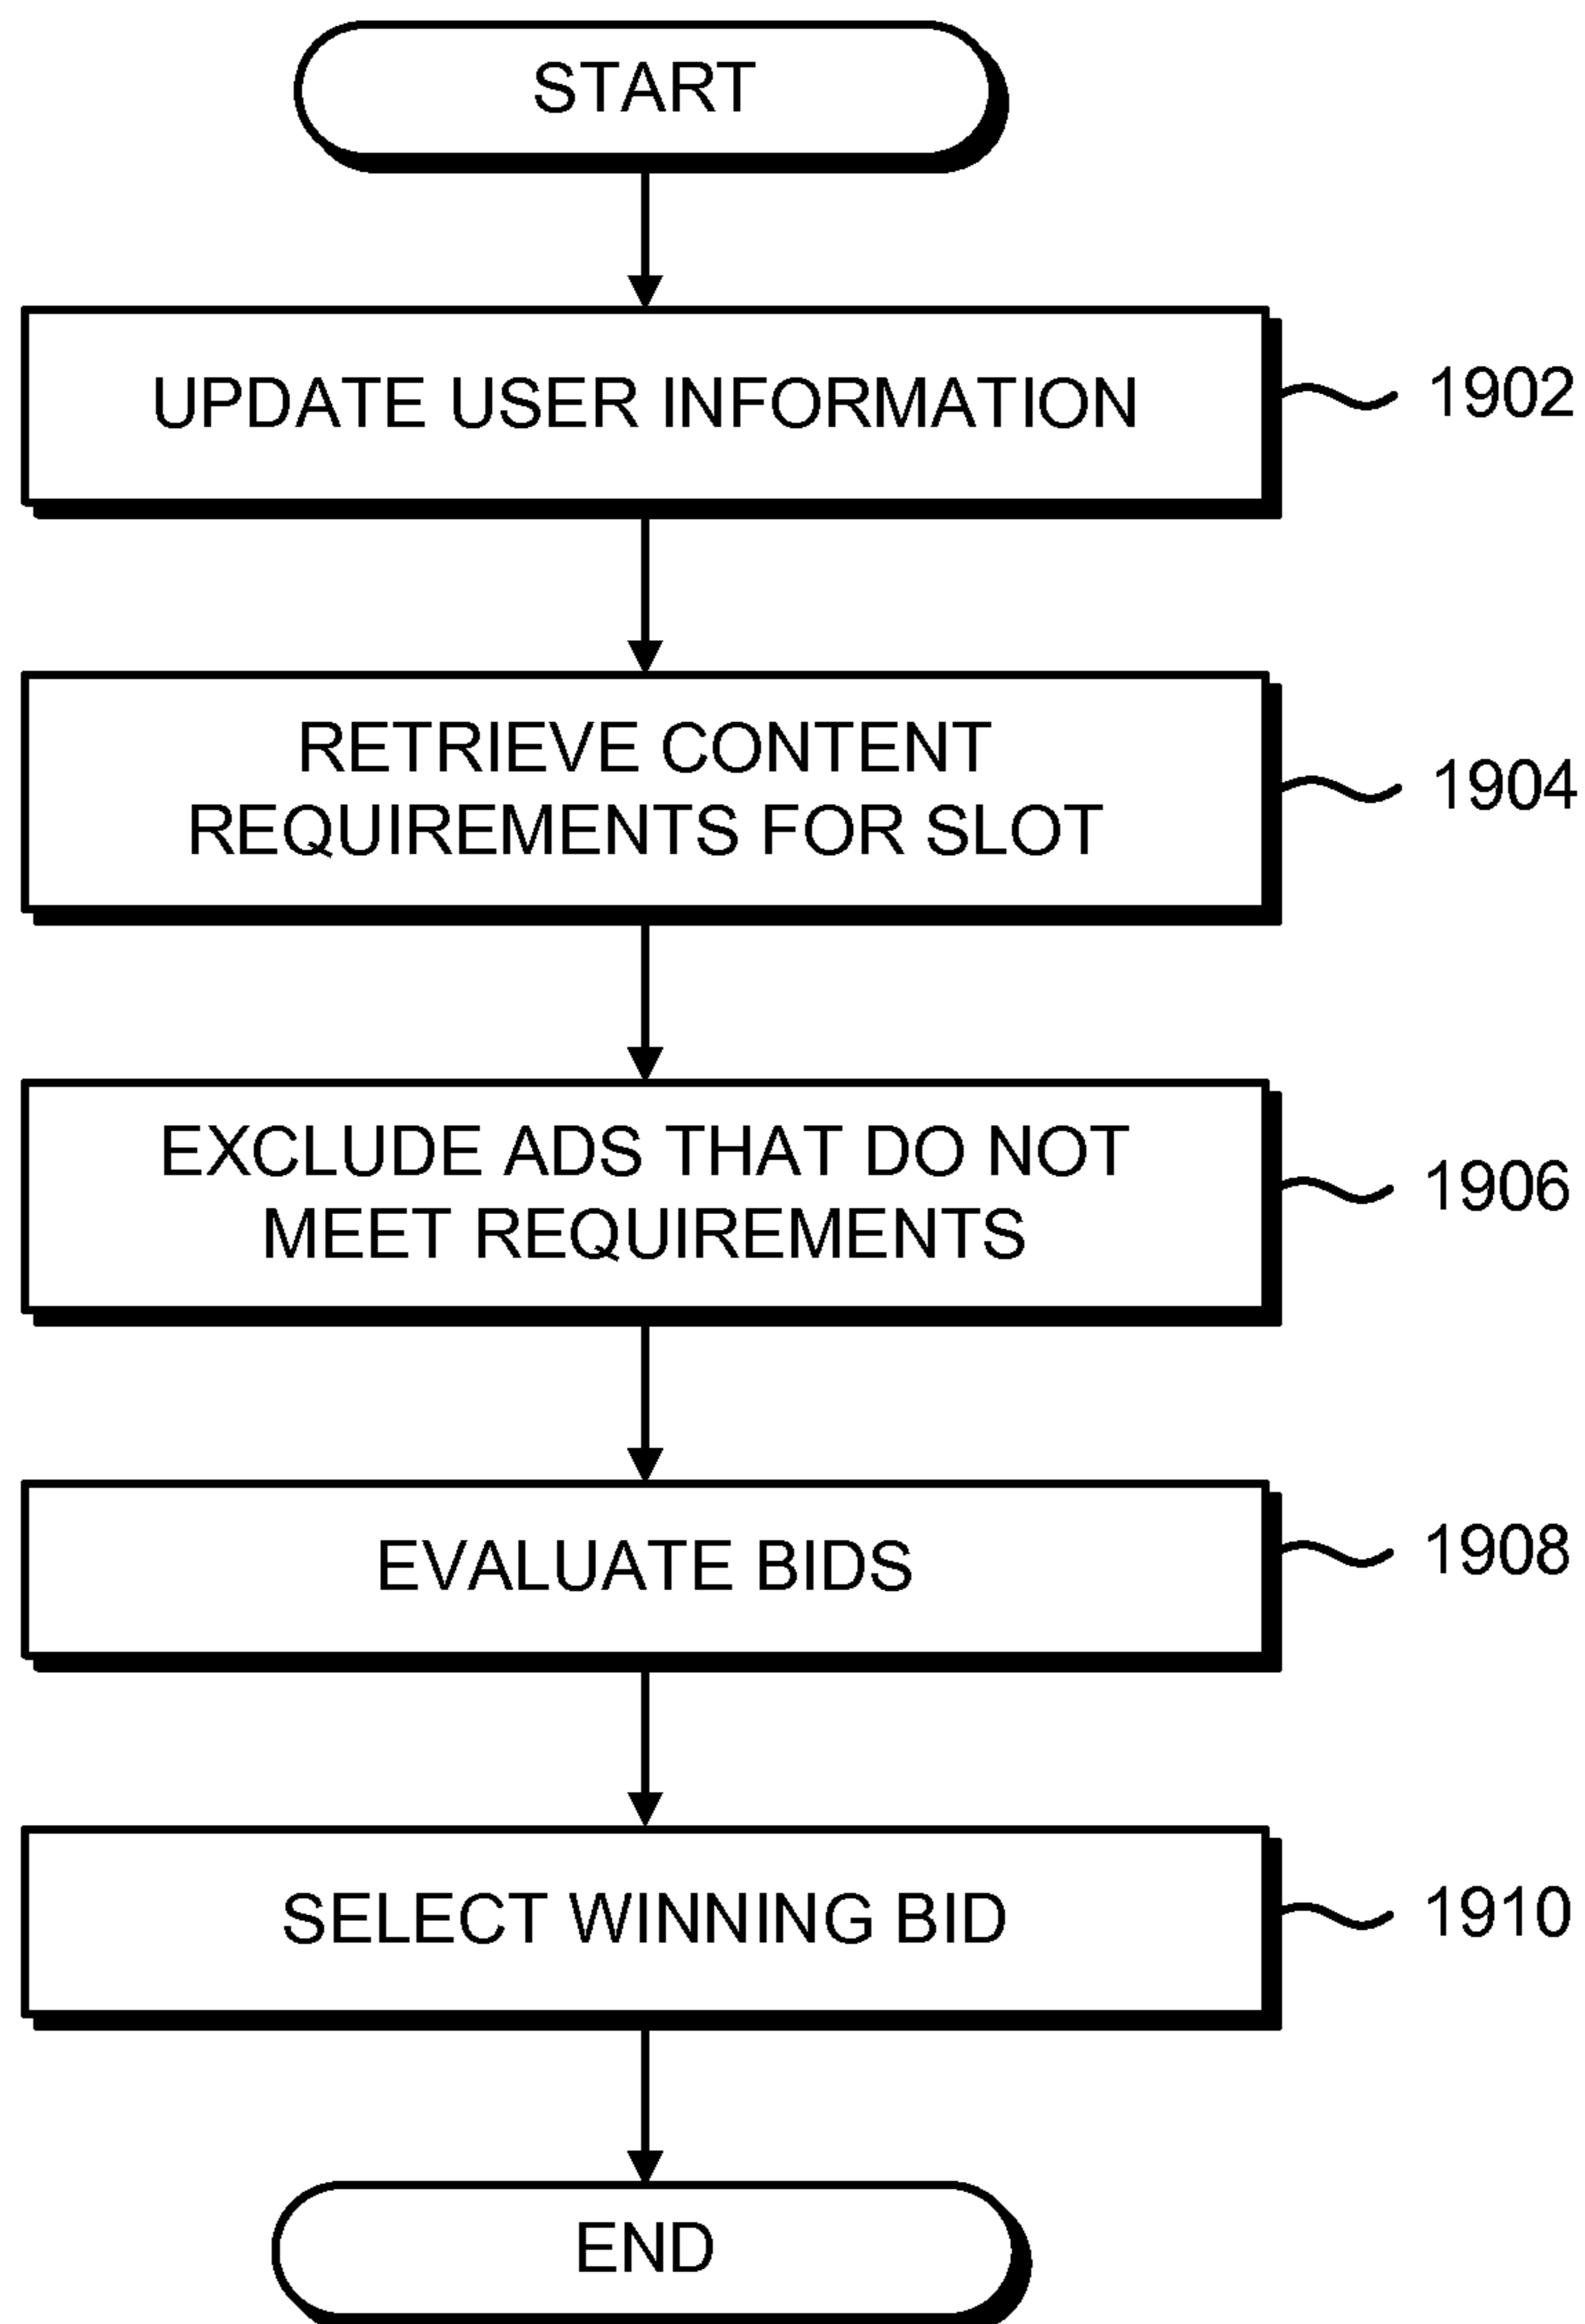 START
UPDATE USER INFORMATION
1902
RETRIEVE CONTENT
REQUIREMENTS FOR SLOT
1904
EXCLUDE ADS THAT DO NOT
MEET REQUIREMENTS
1906
EVALUATE BIDS
1908
SELECT WINNING BID
1910
END